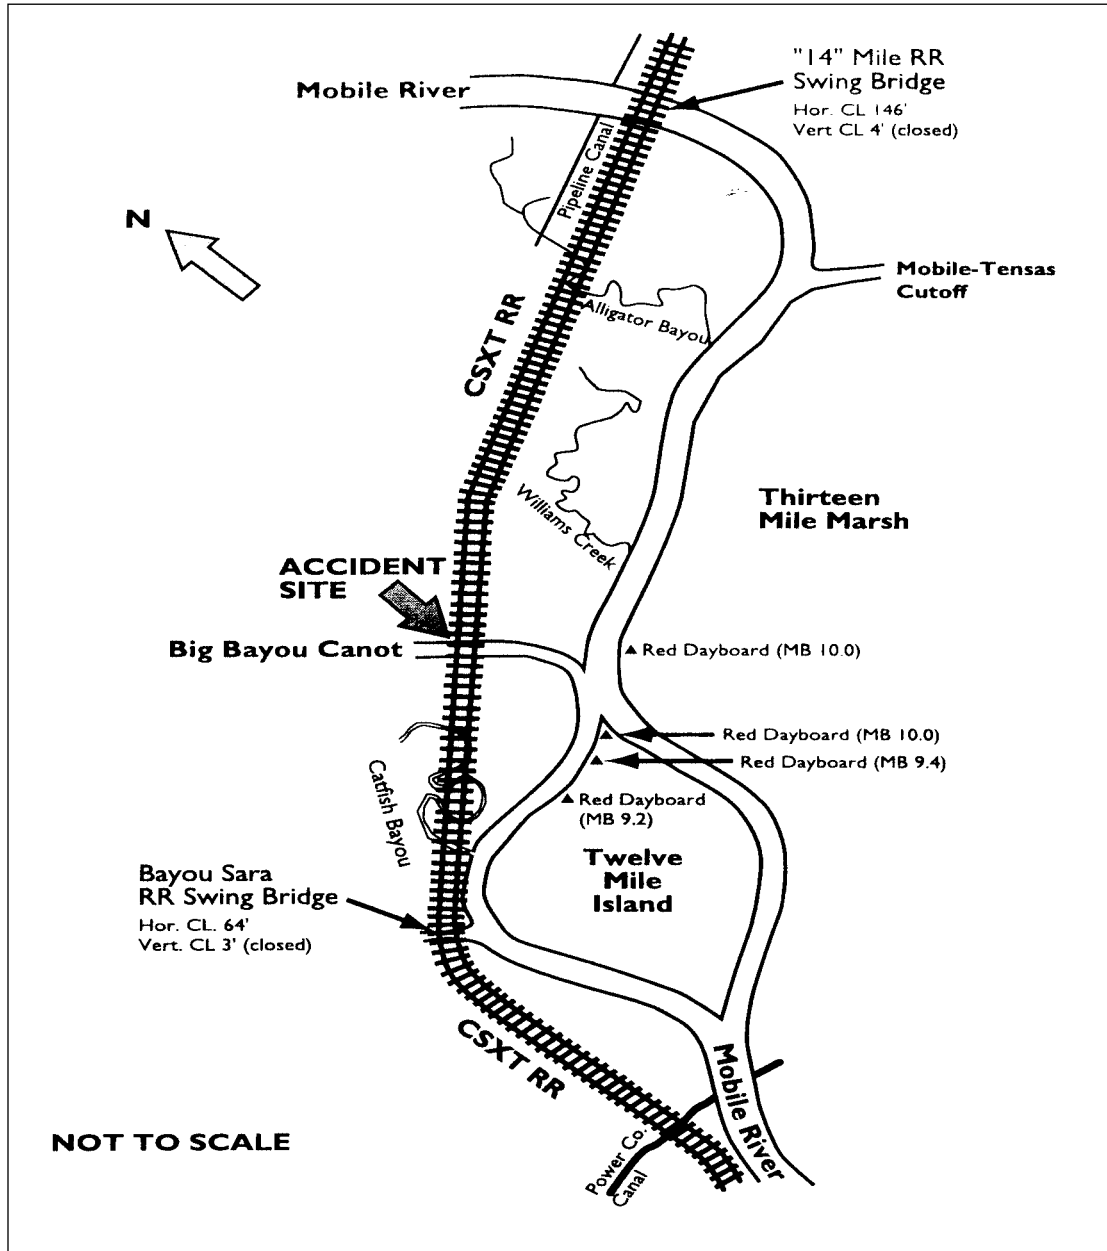 "14" Mile RR
Swing Bridge
Hor. CL 146'
Vert CL 4' (closed)
Mobile River
Pipeline Canal
N
Mobile-Tensas
Cutoff
Alligator Bayou
CSXT RR
Thirteen
Mile Marsh
Williams Creek
ACCIDENT
SITE
Big Bayou Canot
Red Dayboard (MB 10.0)
Red Dayboard (MB 10.0)
Red Dayboard (MB 9.4)
Red Dayboard
(MB 9.2)
Catfish Bayou
Twelve
Mile
Island
Bayou Sara
RR Swing Bridge
Hor. CL. 64'
Vert. CL 3' (closed)
CSXT RR
Mobile River
NOT TO SCALE
Power Co.
Canal